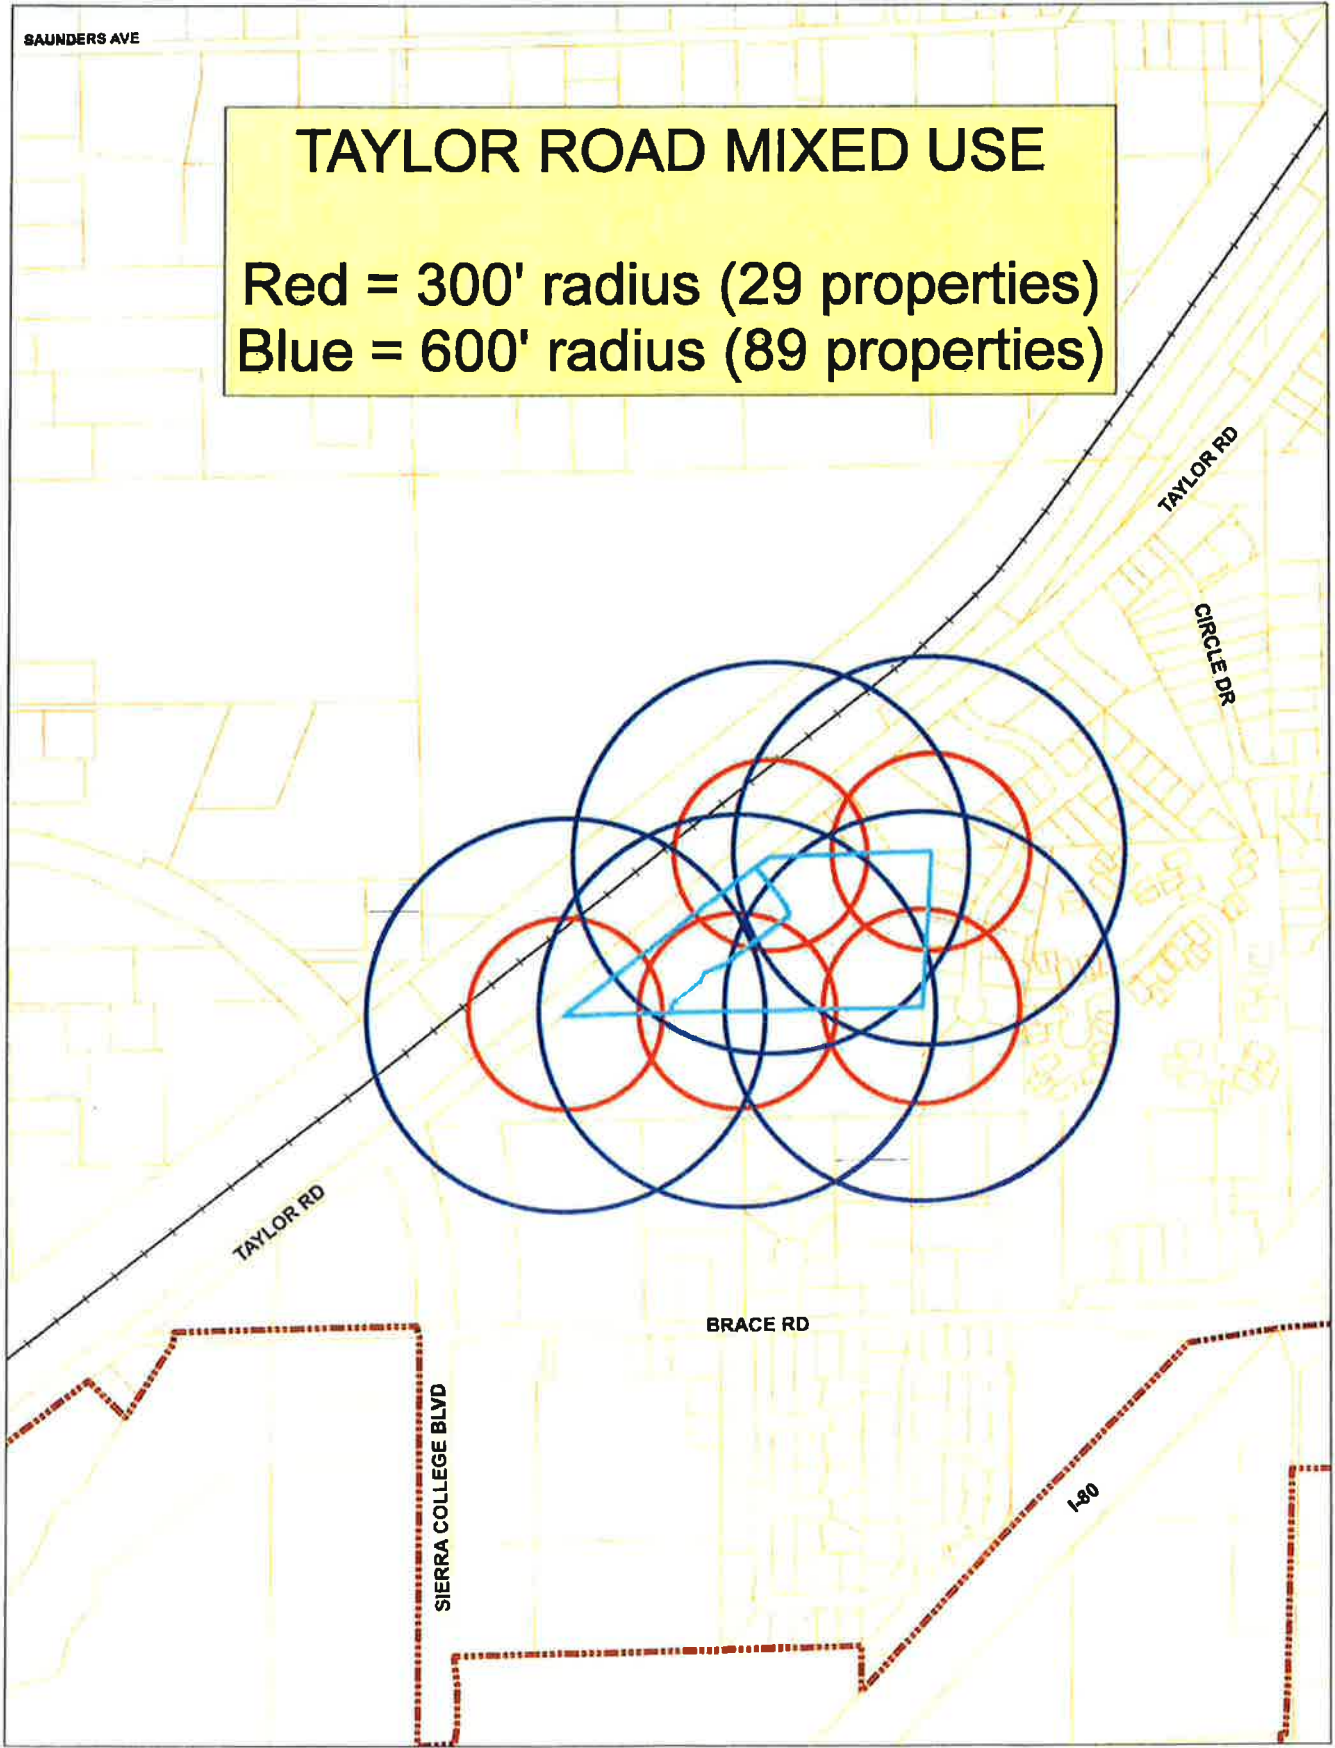 SAUNDERS AVE
TAYLOR ROAD MIXED USE
Red = 300' radius (29 properties)
Blue = 600' radius (89 properties)
TAYLOR RD
CIRCLE DR
TAYLOR RD
BRACE RD
SIERRA COLLEGE BLVD
I-80